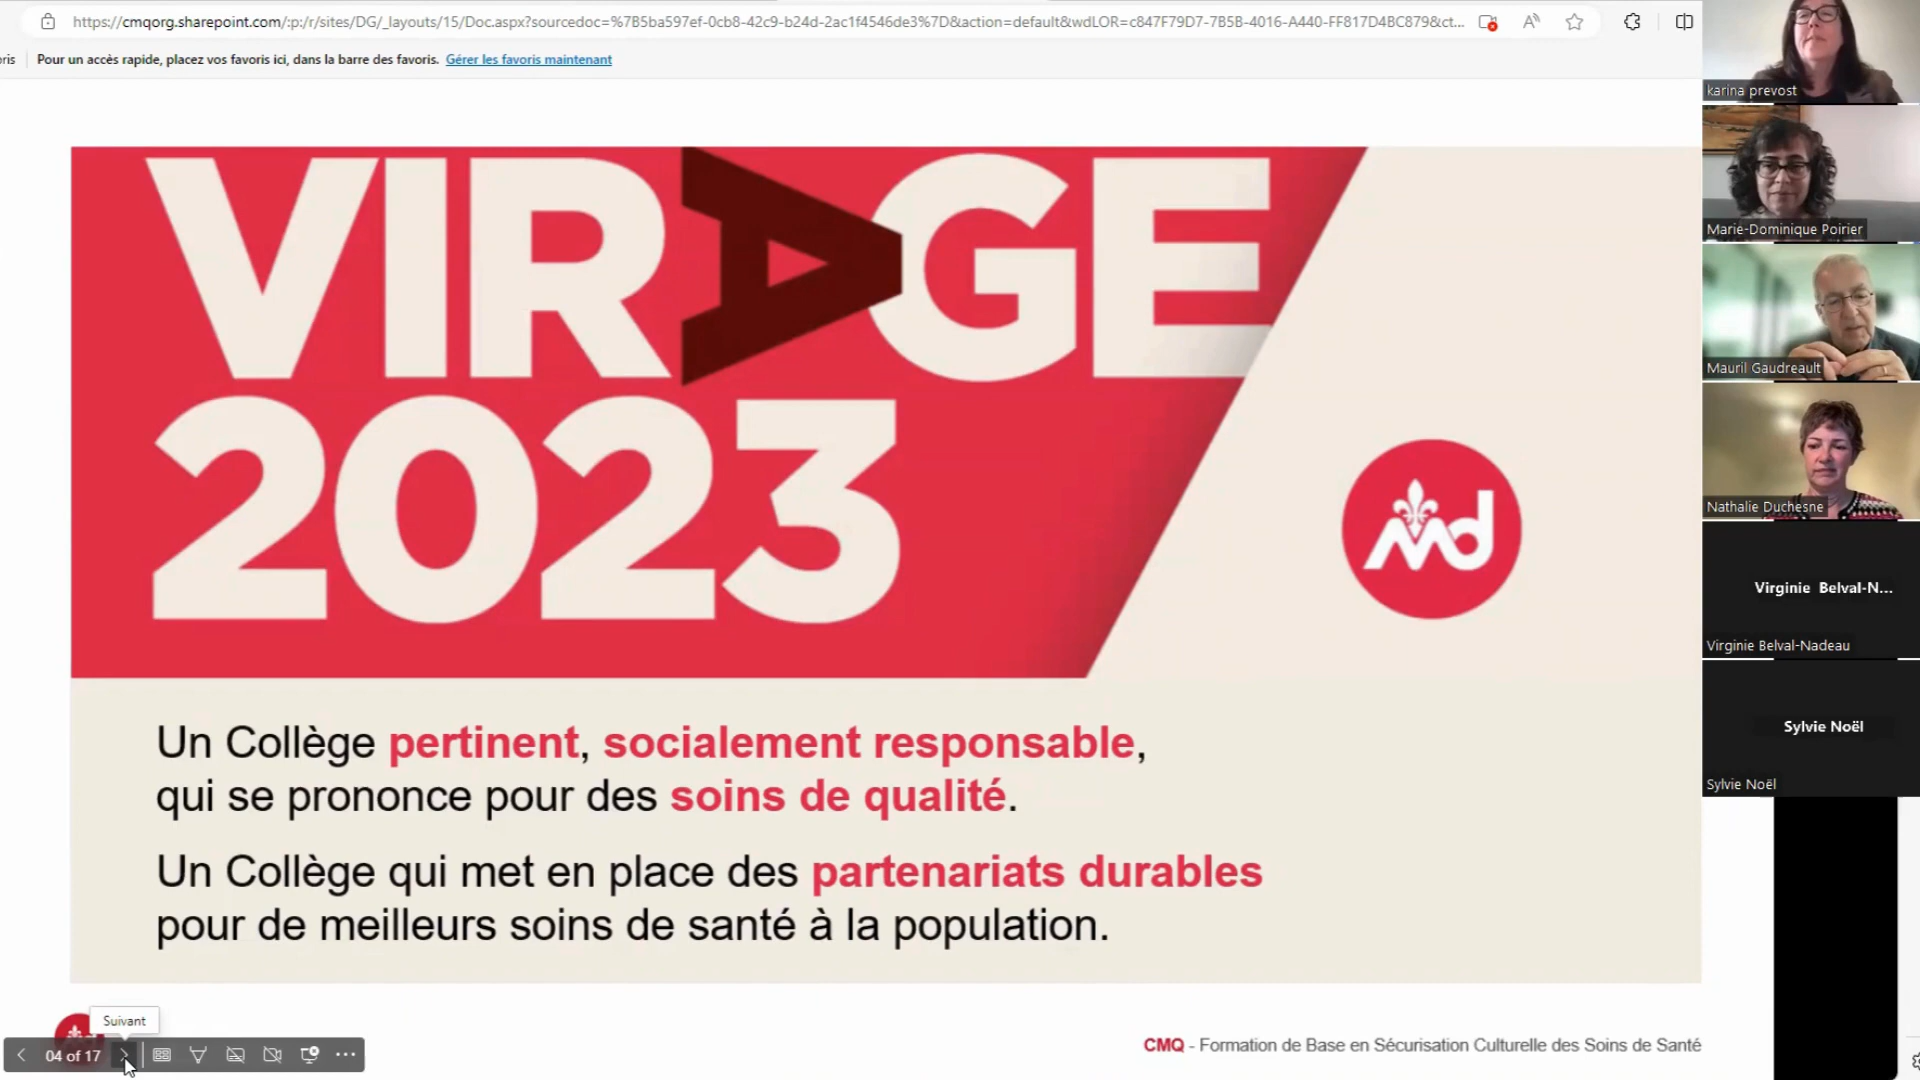 https://cmqorg.sharepoint.com/:p:/r/sites/DG/_layouts/15/Doc.aspx?sourcedoc=%7B5ba597ef-0cb8-42c9-b24d-2ac1f4546de3%7D&action=default&wdLOR=c847F79D7-7B5B-4016-A440-FF817D4BC879&ct...
oris Pour un accès rapide, placez vos favoris ici, dans la barre des favoris. Gérer les favoris maintenant
karina prevost
Marie-Dominique Poirier
Mauril Gaudreault
Nathalie Duchesne
Virginie Belval-N...
Virginie Belval-Nadeau
Sylvie Noël
Sylvie Noël
VIRAGE
2023
Md
Un Collège pertinent, socialement responsable,
qui se prononce pour des soins de qualité.
Un Collège qui met en place des partenariats durables
pour de meilleurs soins de santé à la population.
Suivant
04 of 17
CMQ - Formation de Base en Sécurisation Culturelle des Soins de Santé